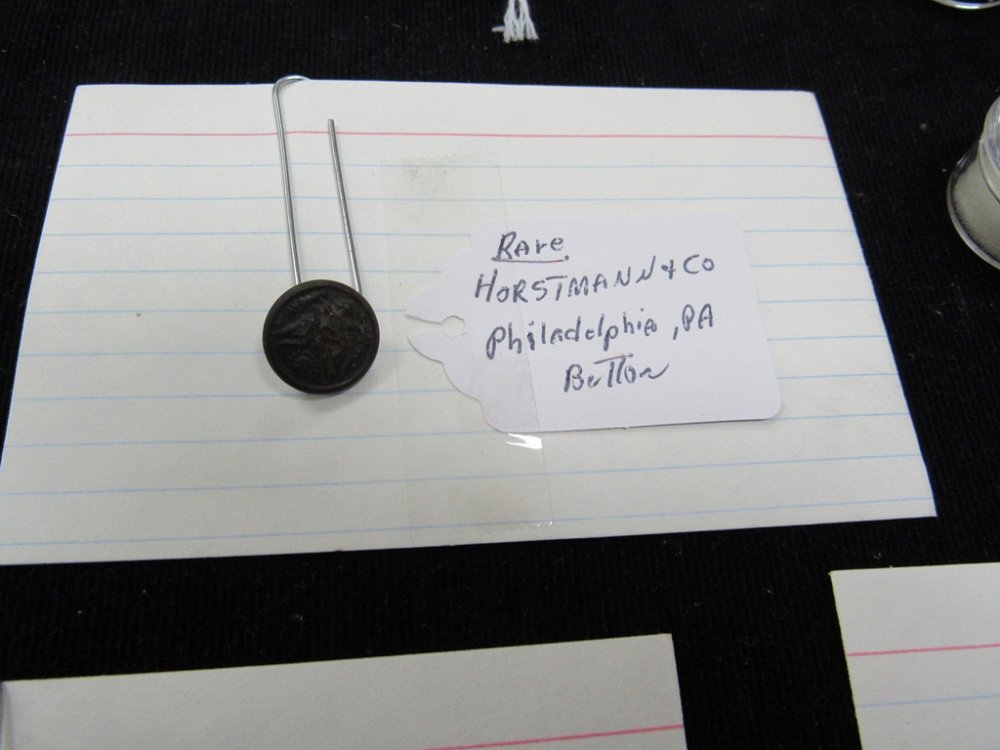 Rare
HORSTMANN & Co
Philadelphia, PA
Button